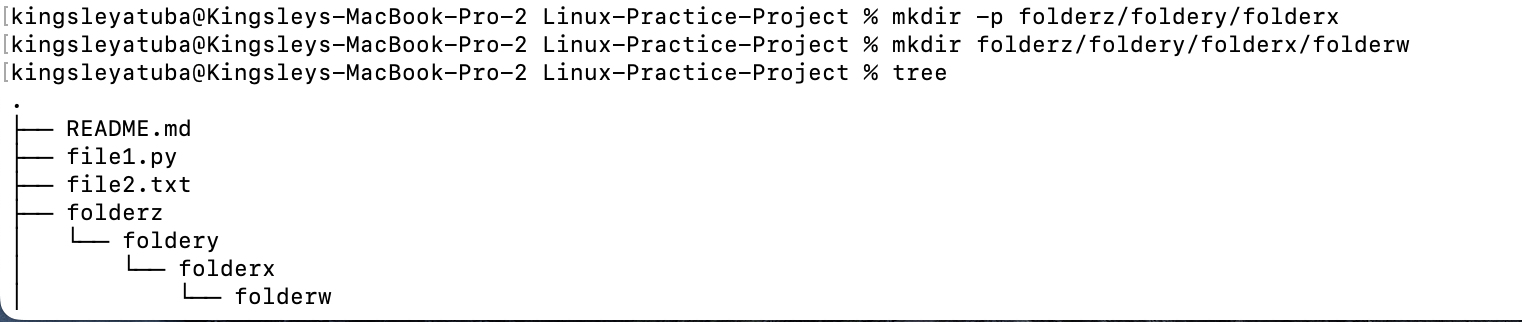 [kingsleyatuba@Kingsleys-MacBook-Pro-2 Linux-Practice-Project % mkdir -p folderz/foldery/folderx
[kingsleyatuba@Kingsleys-MacBook-Pro-2 Linux-Practice-Project % mkdir folderz/foldery/folderx/folderw
[kingsleyatuba@Kingsleys-MacBook-Pro-2 Linux-Practice-Project % tree
.
├── README.md
├── file1.py
├── file2.txt
├── folderz
│   └── foldery
│       └── folderx
│           └── folderw